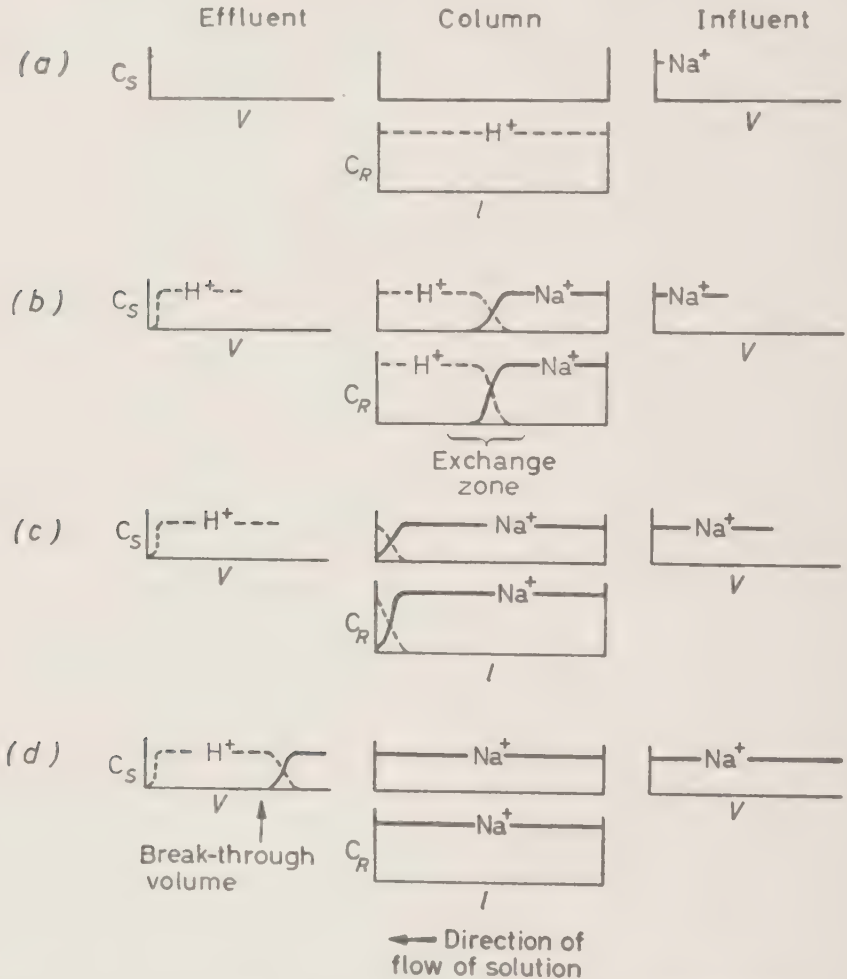 Effluent Column Influent
(a) C_S V H⁺ C_R l Na⁺ V
(b) C_S H⁺ V H⁺ Na⁺ Na⁺ V
C_R H⁺ Na⁺
Exchange
zone
(c) C_S H⁺ V Na⁺ Na⁺ V
C_R Na⁺
l
(d) C_S H⁺ V Na⁺ Na⁺ V
Break-through
volume
C_R Na⁺
l
Direction of
flow of solution